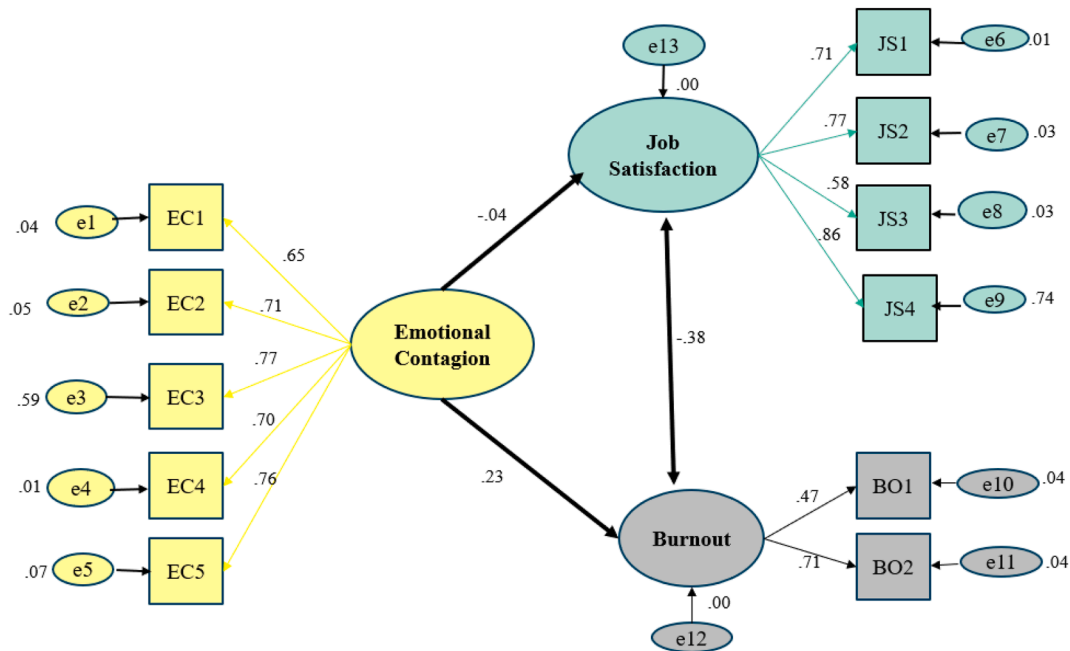 e13
.00
Job
Satisfaction
.71
.77
.58
.86
JS1
e6
.01
JS2
e7
.03
JS3
e8
.03
JS4
e9
.74
.04
e1
EC1
.65
.05
e2
EC2
.71
.59
e3
EC3
.77
.01
e4
EC4
.70
.07
e5
EC5
.76
Emotional
Contagion
-.04
-.38
.23
Burnout
.00
e12
.47
.71
BO1
e10
.04
BO2
e11
.04